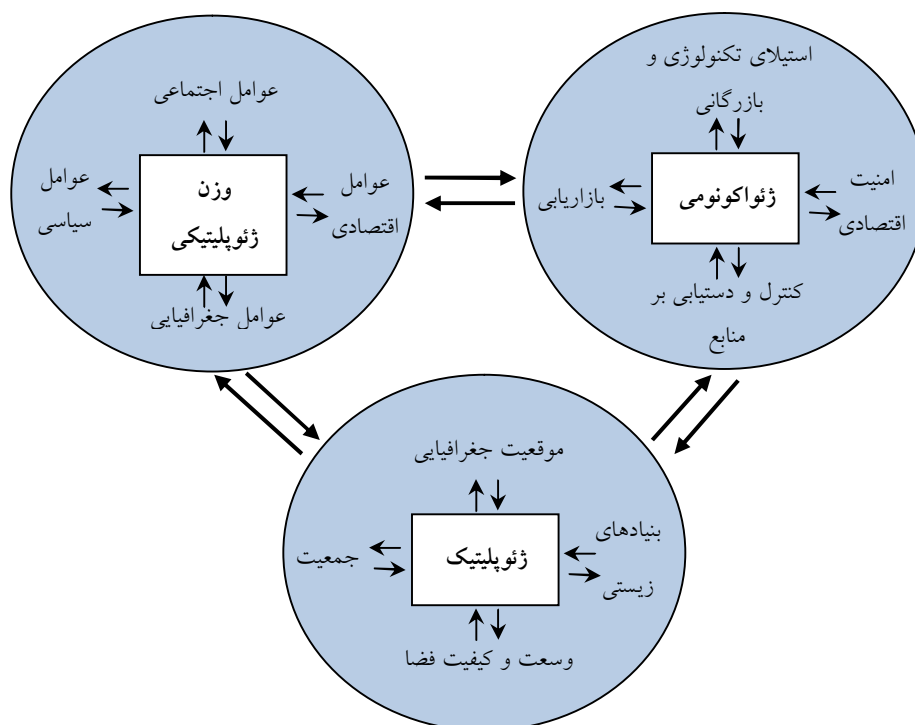 استیلای تکنولوژی و
بازرگانی
امنیت
اقتصادی
ژئواکونومی
بازاریابی
کنترل و دستیابی بر
منابع
عوامل اجتماعی
عوامل
اقتصادی
وزن
ژئوپلیتیکی
عوامل
سیاسی
عوامل جغرافیایی
موقعیت جغرافیایی
بنیادهای
زیستی
ژئوپلیتیک
جمعیت
وسعت و کیفیت فضا